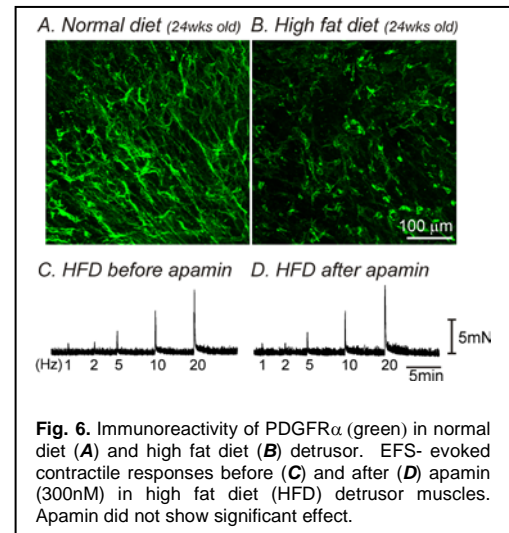 A. Normal diet (24wks old) B. High fat diet (24wks old)
100 μm
C. HFD before apamin D. HFD after apamin
5mN
(Hz) 1 2 5 10 20 1 2 5 10 20
5min
Fig. 6. Immunoreactivity of PDGFRα (green) in normal
diet (A) and high fat diet (B) detrusor. EFS- evoked
contractile responses before (C) and after (D) apamin
(300nM) in high fat diet (HFD) detrusor muscles.
Apamin did not show significant effect.